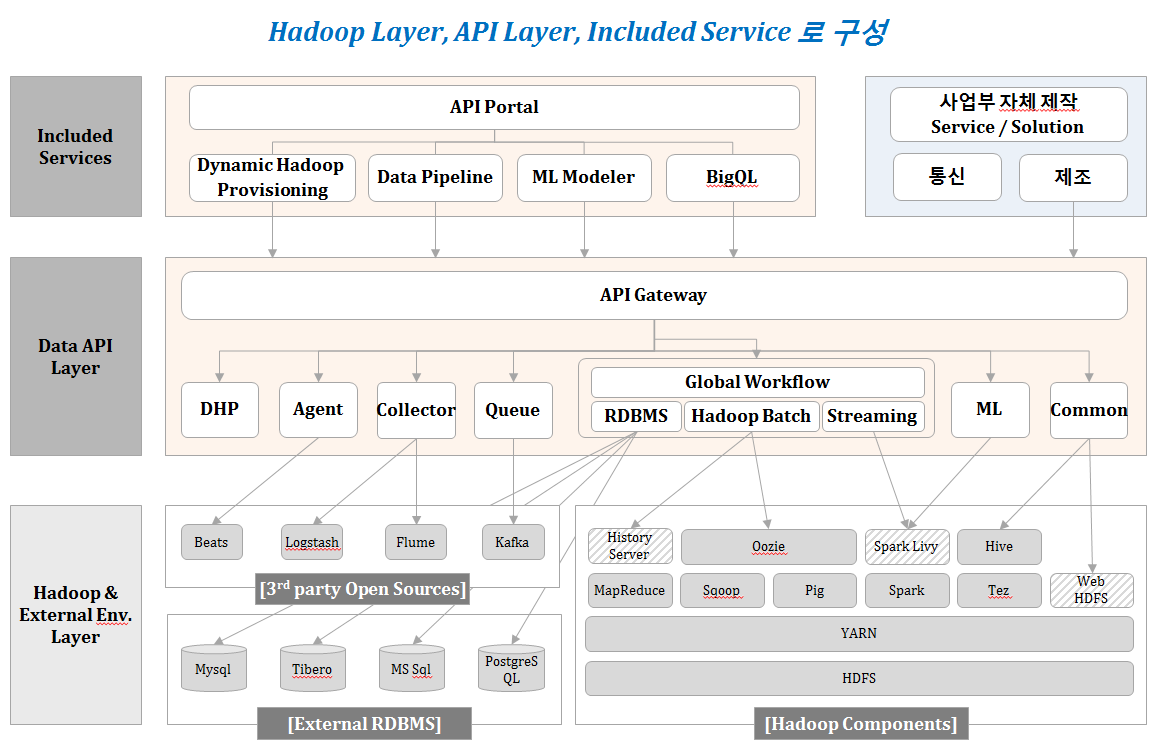 Hadoop Layer, API Layer, Included Service 로 구성
Included
Services
API Portal
Dynamic Hadoop
Provisioning
Data Pipeline
ML Modeler
BigQL
사업부 자체 제작
Service / Solution
통신
제조
Data API
Layer
API Gateway
DHP
Agent
Collector
Queue
Global Workflow
RDBMS
Hadoop Batch
Streaming
ML
Common
Hadoop &
External Env.
Layer
Beats
Logstash
Flume
Kafka
[3rd party Open Sources]
Mysql
Tibero
MS Sql
PostgreS
QL
[External RDBMS]
History
Server
Oozie
Spark Livy
Hive
MapReduce
Sqoop
Pig
Spark
Tez
Web
HDFS
YARN
HDFS
[Hadoop Components]